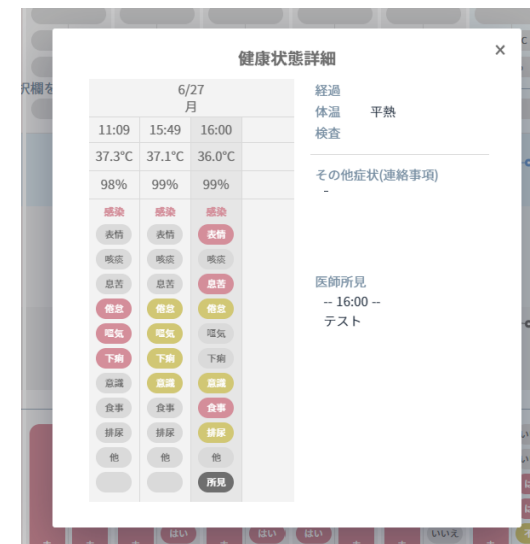 健康状態詳細
×
6/27
月
11:09 15:49 16:00
37.3°C 37.1°C 36.0°C
98% 99% 99%
感染 感染 感染
表情 表情 表情
咳痰 咳痰 咳痰
息苦 息苦 息苦
倦怠 倦怠 倦怠
嘔気 嘔気 嘔気
下痢 下痢 下痢
意識 意識 意識
食事 食事 食事
排尿 排尿 排尿
他 他 他
所見
経過
体温 平熱
検査
その他症状(連絡事項)
-
医師所見
-- 16:00 --
テスト
択欄を
はい はい はい いいえ